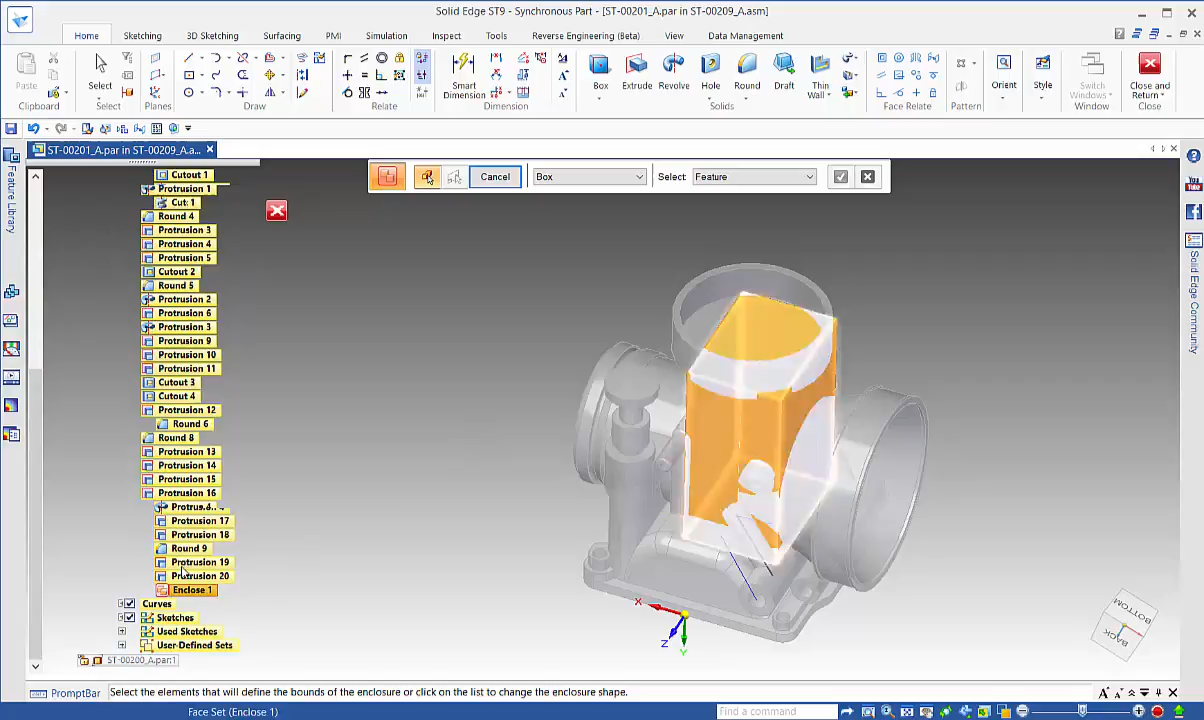 Solid Edge ST9 - Synchronous Part - [ST-00201_A.par in ST-00209_A.asm]
Home Sketching 3D Sketching Surfacing PMI Simulation Inspect Tools Reverse Engineering (Beta) View Data Management
Paste
Clipboard
Select
Select
Planes
Draw
Relate
Smart Dimension
Dimension
Box Extrude Revolve Hole Round Draft Thin Wall
Solids
Face Relate
Pattern
Orient
Style
Switch Windows
Window
Close and Return
Close
ST-00201_A.par in ST-00209_A.a...
Feature Library
Cancel Box Select: Feature
You Tube
Solid Edge Community
Cutout 1
Protrusion 1
Cut: 1
Round 4
Protrusion 3
Protrusion 4
Protrusion 5
Cutout 2
Round 5
Protrusion 2
Protrusion 6
Protrusion 3
Protrusion 9
Protrusion 10
Protrusion 11
Cutout 3
Cutout 4
Protrusion 12
Round 6
Round 8
Protrusion 13
Protrusion 14
Protrusion 15
Protrusion 16
Protrusion 17
Protrusion 18
Round 9
Protrusion 19
Protrusion 20
Enclose 1
Curves
Sketches
Used Sketches
User-Defined Sets
ST-00200_A.par:1
X
Z
Y
BOTTOM
BACK
PromptBar Select the elements that will define the bounds of the enclosure or click on the list to change the enclosure shape.
Face Set (Enclose 1) Find a command